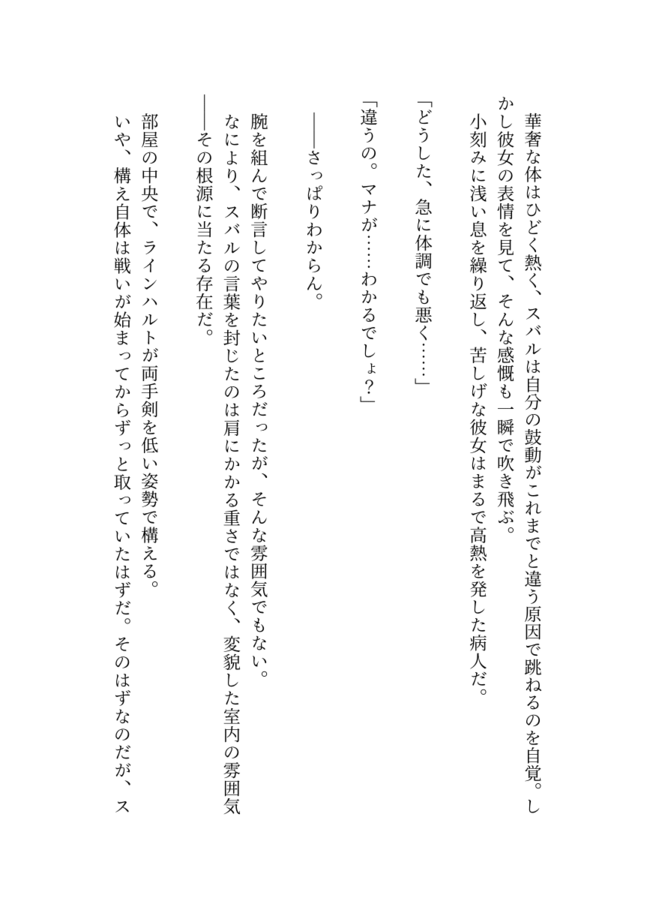 華奢な体はひどく熱く、スバルは自分の鼓動がこれまでと違う原因で跳ねるのを自覚。し
かし彼女の表情を見て、そんな感慨も一瞬で吹き飛ぶ。
小刻みに浅い息を繰り返し、苦しげな彼女はまるで高熱を発した病人だ。
「どうした、急に体調でも悪く……」
「違うの。マナが……わかるでしょ？」
――さっぱりわからん。
腕を組んで断言してやりたいところだったが、そんな雰囲気でもない。
なにより、スバルの言葉を封じたのは肩にかかる重さではなく、変貌した室内の雰囲気
――その根源に当たる存在だ。
部屋の中央で、ラインハルトが両手剣を低い姿勢で構える。
いや、構え自体は戦いが始まってからずっと取っていたはずだ。そのはずなのだが、ス